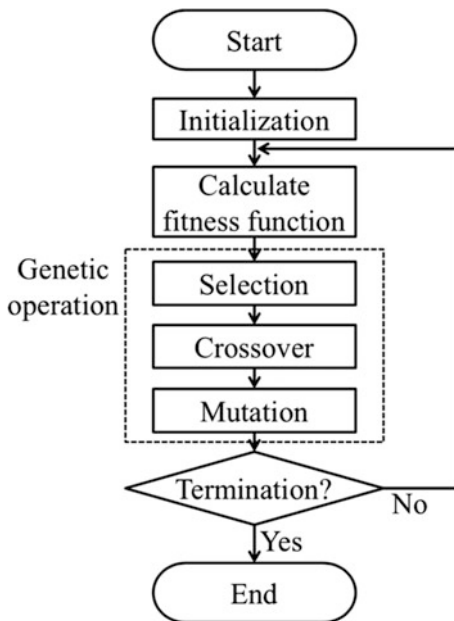 Start
Initialization
Calculate
fitness function
Genetic
operation
Selection
Crossover
Mutation
Termination?
No
Yes
End